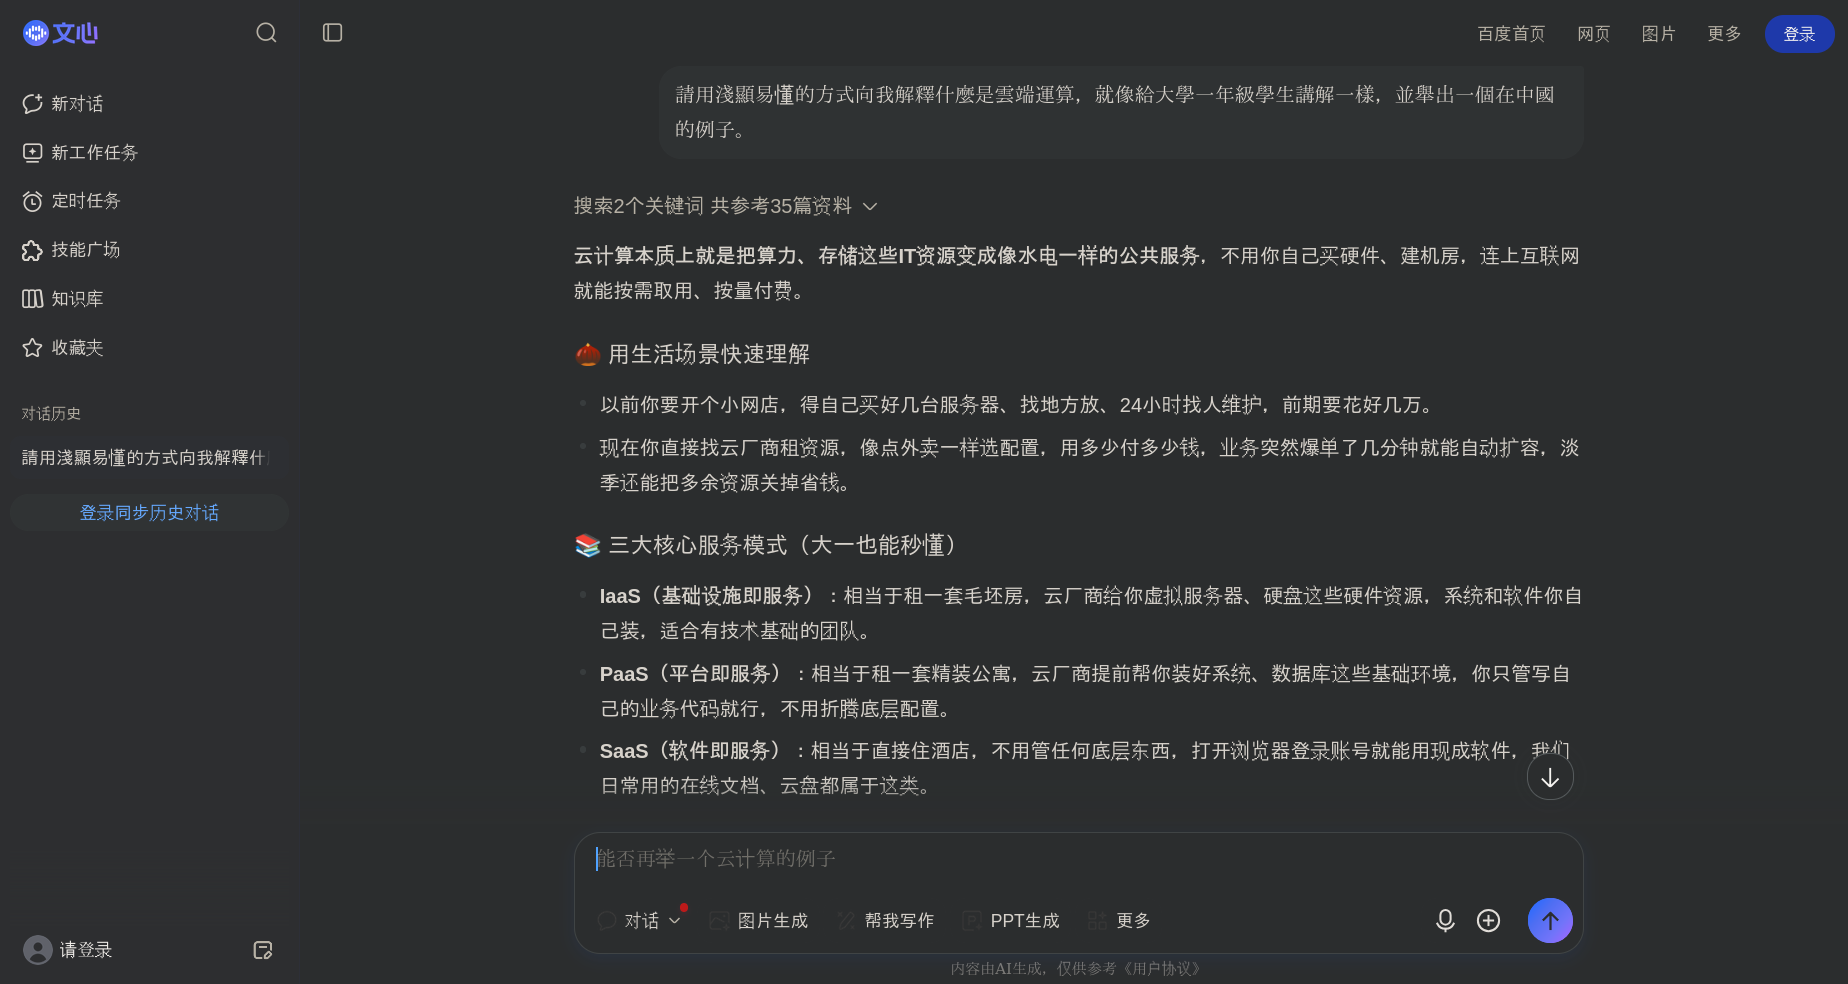 文心
百度首页 网页 图片 更多 登录
新对话
新工作任务
定时任务
技能广场
知识库
收藏夹
对话历史
請用淺顯易懂的方式向我解釋什
登录同步历史对话
请登录
請用淺顯易懂的方式向我解釋什麼是雲端運算，就像給大學一年級學生講解一樣，並舉出一個在中國
的例子。
搜索2个关键词 共参考35篇资料
云计算本质上就是把算力、存储这些IT资源变成像水电一样的公共服务，不用你自己买硬件、建机房，连上互联网
就能按需取用、按量付费。
用生活场景快速理解
以前你要开个小网店，得自己买好几台服务器、找地方放、24小时找人维护，前期要花好几万。
现在你直接找云厂商租资源，像点外卖一样选配置，用多少付多少钱，业务突然爆单了几分钟就能自动扩容，淡
季还能把多余资源关掉省钱。
三大核心服务模式（大一也能秒懂）
IaaS（基础设施即服务）：相当于租一套毛坯房，云厂商给你虚拟服务器、硬盘这些硬件资源，系统和软件你自
己装，适合有技术基础的团队。
PaaS（平台即服务）：相当于租一套精装公寓，云厂商提前帮你装好系统、数据库这些基础环境，你只管写自
己的业务代码就行，不用折腾底层配置。
SaaS（软件即服务）：相当于直接住酒店，不用管任何底层东西，打开浏览器登录账号就能用现成软件，我们
日常用的在线文档、云盘都属于这类。
能否再举一个云计算的例子
对话 图片生成 帮我写作 PPT生成 更多
内容由AI生成，仅供参考《用户协议》